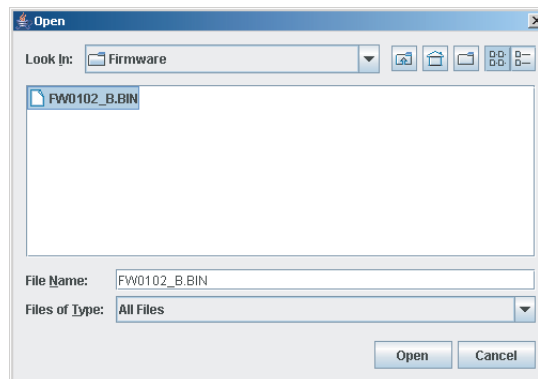 Open
Look In: Firmware
FW0102_B.BIN
File Name: FW0102_B.BIN
Files of Type: All Files
Open Cancel